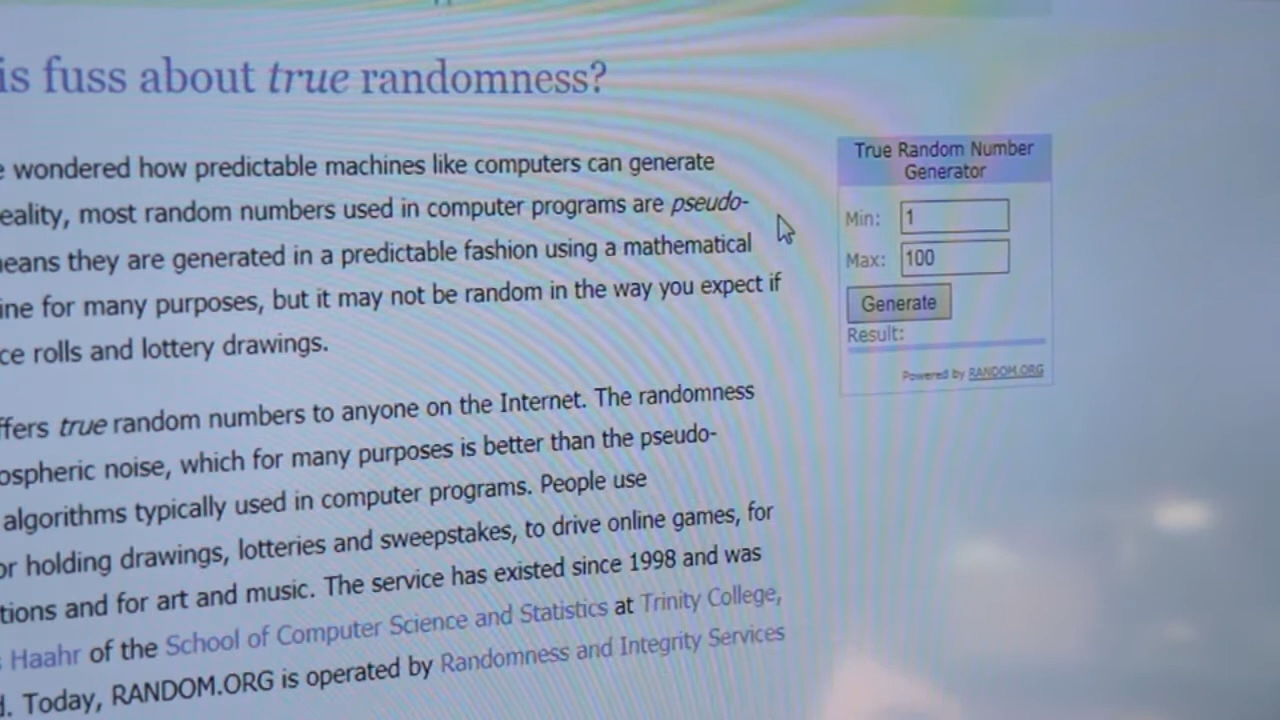 is fuss about true randomness?
wondered how predictable machines like computers can generate
eality, most random numbers used in computer programs are pseudo-
eans they are generated in a predictable fashion using a mathematical
ine for many purposes, but it may not be random in the way you expect if
ce rolls and lottery drawings.
ffers true random numbers to anyone on the Internet. The randomness
ospheric noise, which for many purposes is better than the pseudo-
algorithms typically used in computer programs. People use
or holding drawings, lotteries and sweepstakes, to drive online games, for
tions and for art and music. The service has existed since 1998 and was
Haahr of the School of Computer Science and Statistics at Trinity College,
d. Today, RANDOM.ORG is operated by Randomness and Integrity Services
True Random Number
Generator
Min: 1
Max: 100
Generate
Result:
Powered by RANDOM.ORG